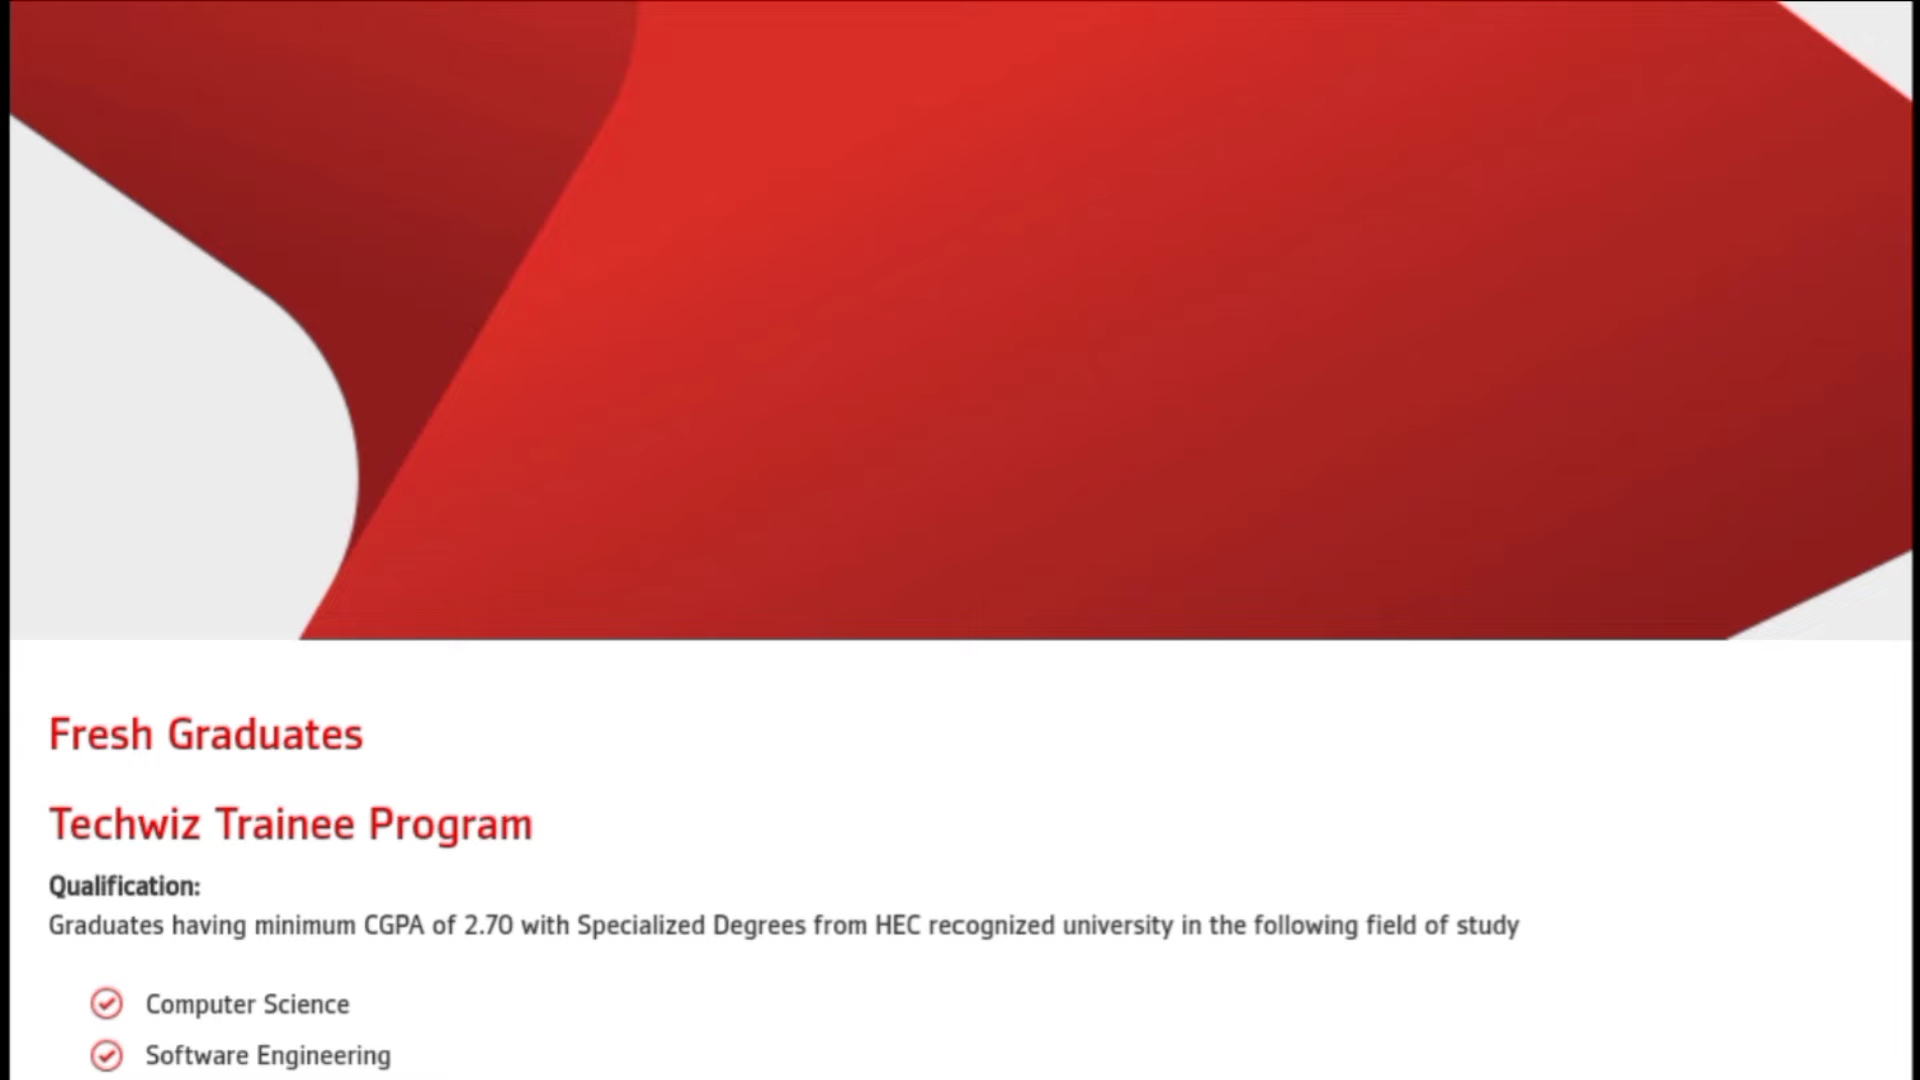 Fresh Graduates
Techwiz Trainee Program
Qualification:
Graduates having minimum CGPA of 2.70 with Specialized Degrees from HEC recognized university in the following field of study
Computer Science
Software Engineering